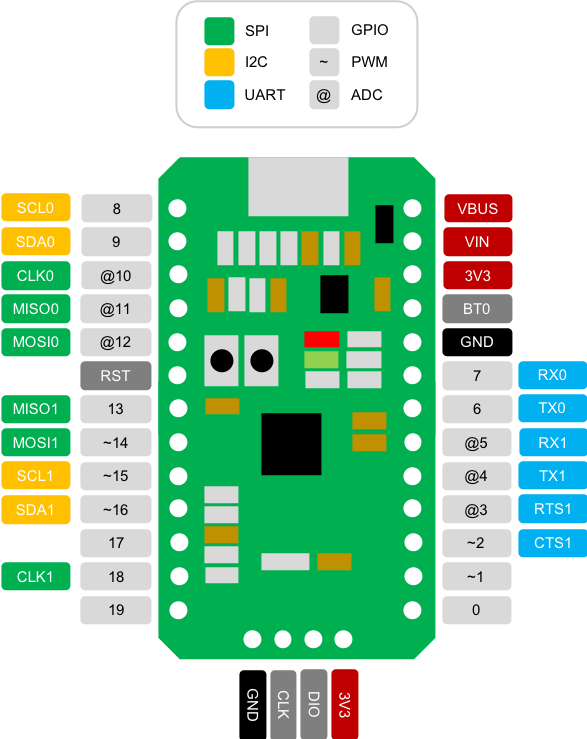 SPI GPIO
I2C ~ PWM
UART @ ADC
SCL0 8 VBUS
SDA0 9 VIN
CLK0 @10 3V3
MISO0 @11 BT0
MOSI0 @12 GND
RST 7 RX0
MISO1 13 6 TX0
MOSI1 ~14 @5 RX1
SCL1 ~15 @4 TX1
SDA1 ~16 @3 RTS1
17 ~2 CTS1
CLK1 18 ~1
19 0
GND CLK DIO 3V3